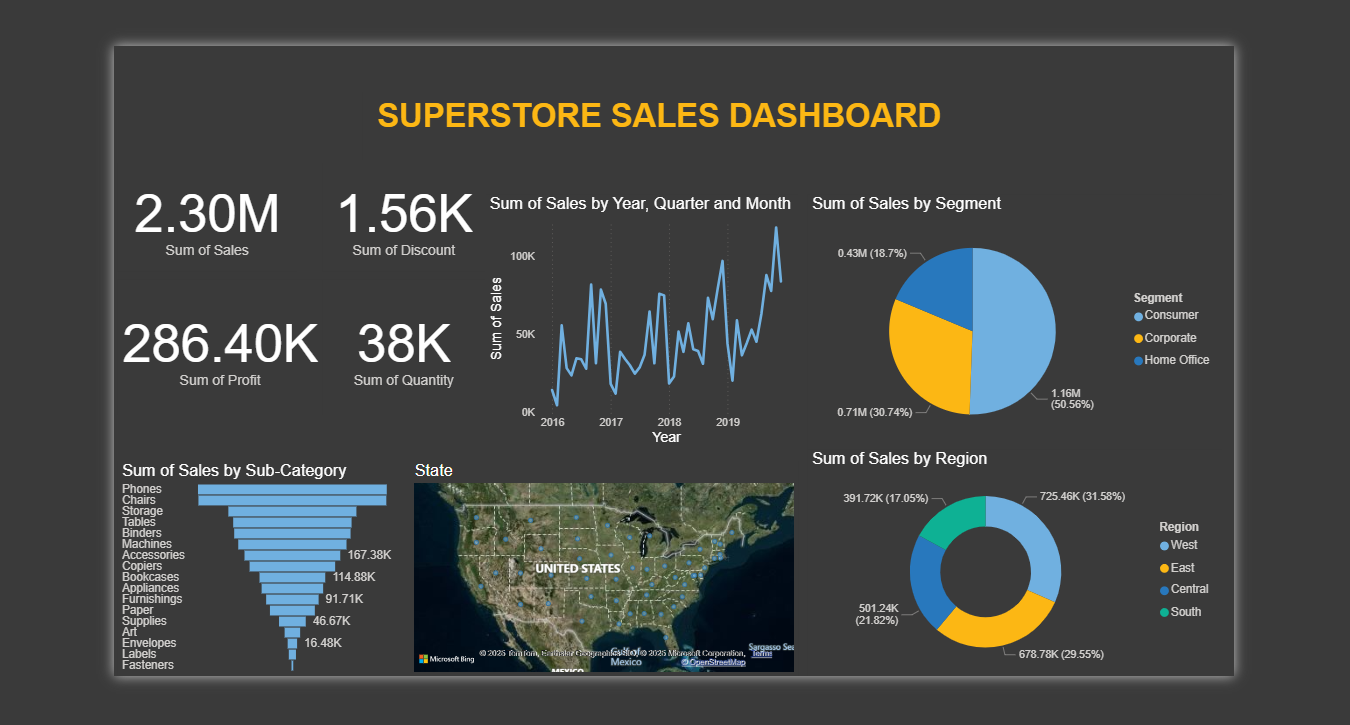 SUPERSTORE SALES DASHBOARD
2.30M
Sum of Sales
1.56K
Sum of Discount
286.40K
Sum of Profit
38K
Sum of Quantity
Sum of Sales by Year, Quarter and Month
Sum of Sales
100K
50K
0K
2016
2017
2018
2019
Year
Sum of Sales by Segment
0.43M (18.7%)
0.71M (30.74%)
1.16M
(50.56%)
Segment
Consumer
Corporate
Home Office
Sum of Sales by Sub-Category
Phones
Chairs
Storage
Tables
Binders
Machines
Accessories 167.38K
Copiers
Bookcases 114.88K
Appliances
Furnishings 91.71K
Paper
Supplies 46.67K
Art
Envelopes 16.48K
Labels
Fasteners
State
UNITED STATES
Gulf of
Mexico
MEXICO
Sargasso Sea
Microsoft Bing
© 2025 TomTom, © 2025 Microsoft Corporation, Terms
© OpenStreetMap
Sum of Sales by Region
391.72K (17.05%)
725.46K (31.58%)
501.24K
(21.82%)
678.78K (29.55%)
Region
West
East
Central
South